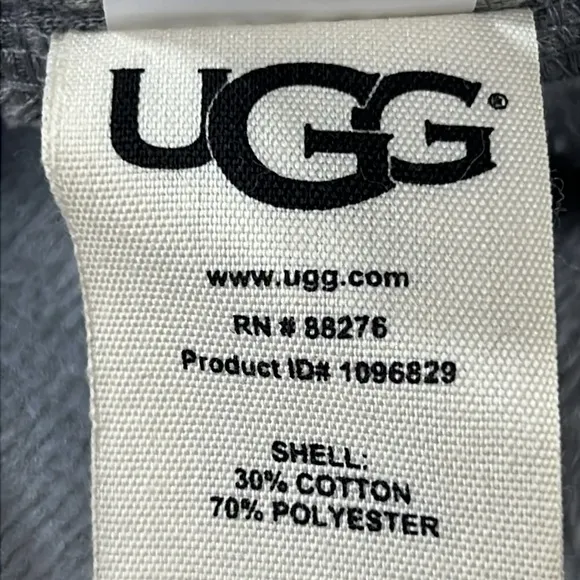 UGG®
www.ugg.com
RN # 88276
Product ID# 1096829
SHELL:
30% COTTON
70% POLYESTER